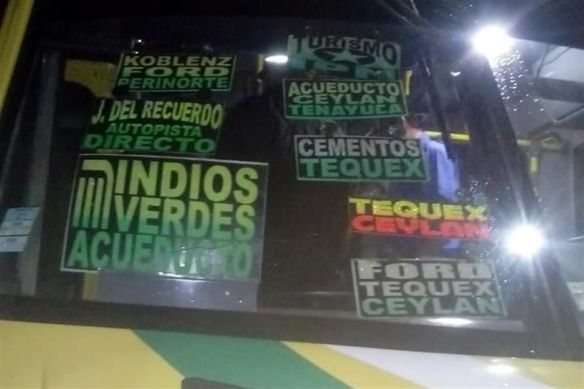 KOBLENZ
FORD
PERINORTE
J. DEL RECUERDO
AUTOPISTA
DIRECTO
INDIOS
VERDES
ACUEDUCTO
TURISMO
ACUEDUCTO
CEYLAN
TENAYUCA
CEMENTOS
TEQUEX
TEQUEX
CEYLAN
FORD
TEQUEX
CEYLAN